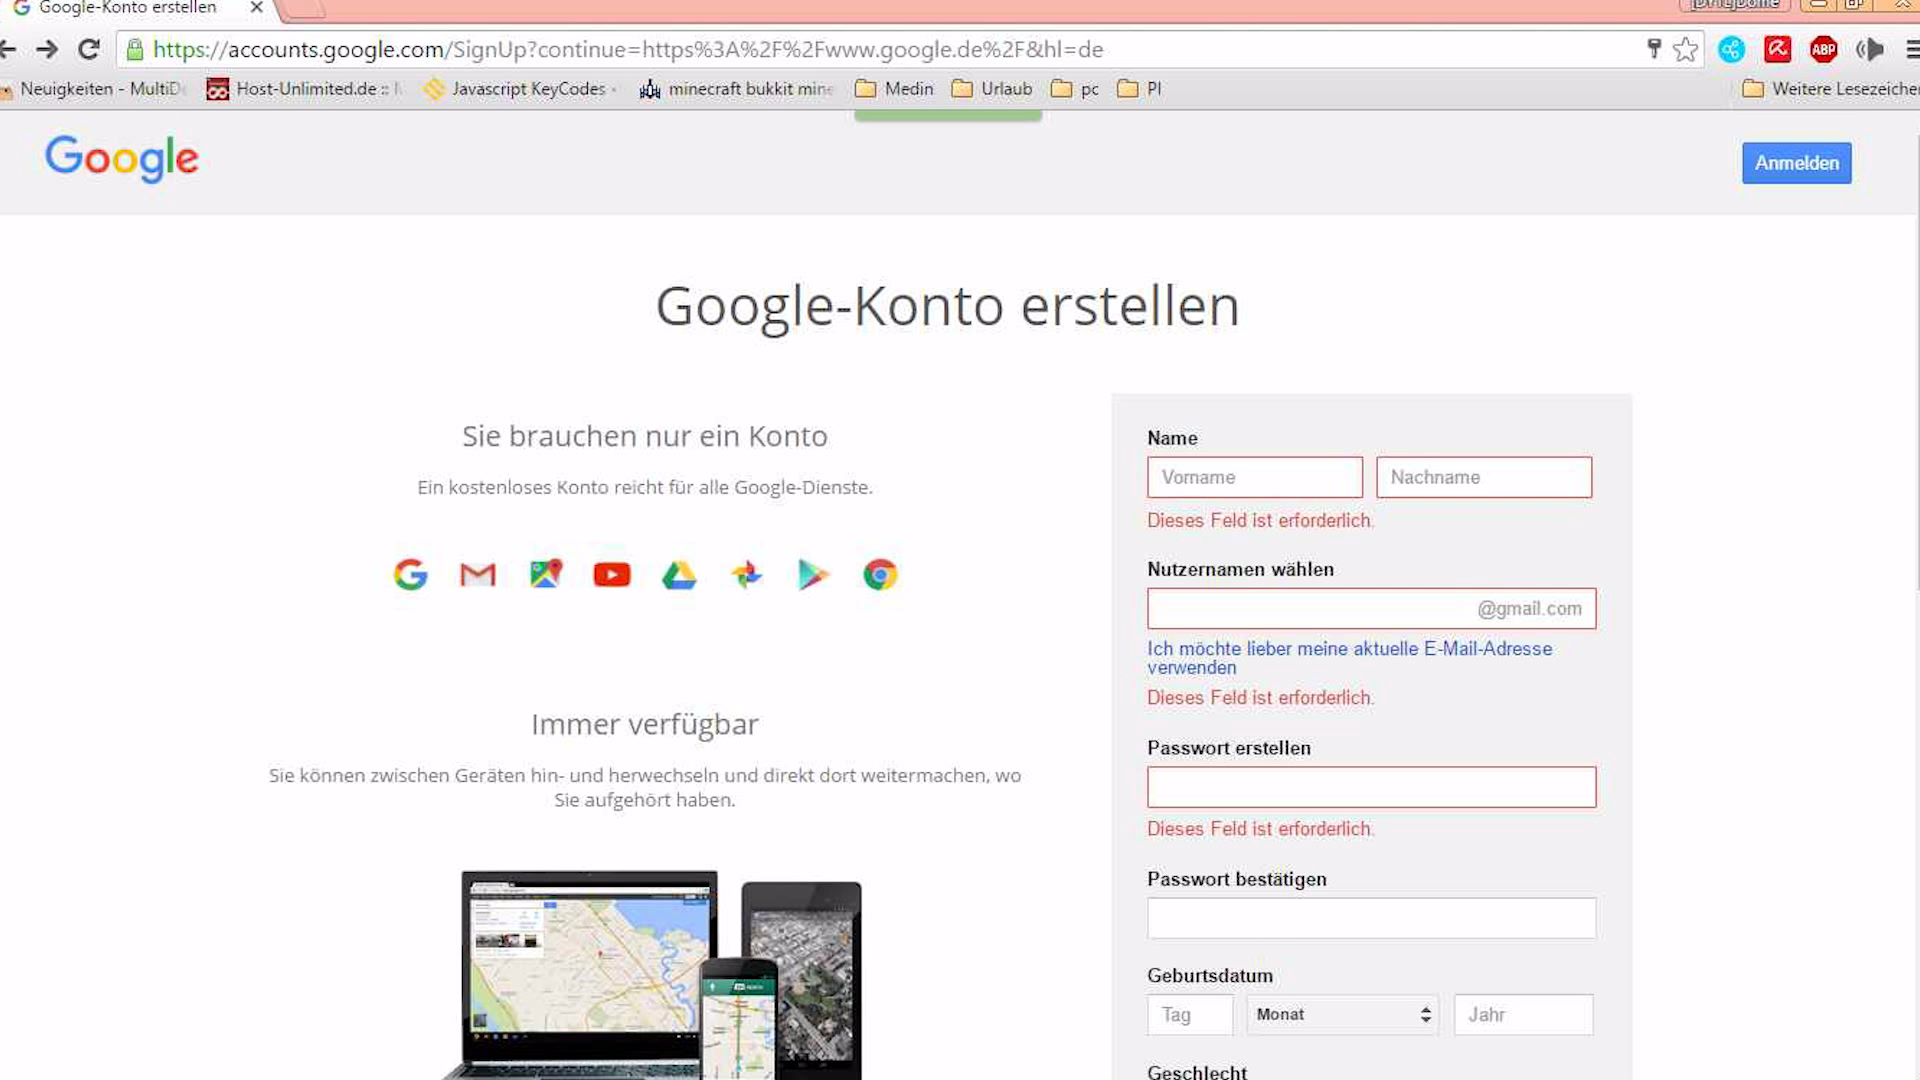 Google-Konto erstellen
https://accounts.google.com/SignUp?continue=https%3A%2F%2Fwww.google.de%2F&hl=de
ABP
Neuigkeiten - MultiD
Host-Unlimited.de ::
Javascript KeyCodes
minecraft bukkit mine
Medin
Urlaub
pc
PI
Weitere Lesezeiche
Google
Anmelden
Google-Konto erstellen
Sie brauchen nur ein Konto
Ein kostenloses Konto reicht für alle Google-Dienste.
Immer verfügbar
Sie können zwischen Geräten hin- und herwechseln und direkt dort weitermachen, wo
Sie aufgehört haben.
Name
Vorname
Nachname
Dieses Feld ist erforderlich.
Nutzernamen wählen
@gmail.com
Ich möchte lieber meine aktuelle E-Mail-Adresse
verwenden
Dieses Feld ist erforderlich.
Passwort erstellen
Dieses Feld ist erforderlich.
Passwort bestätigen
Geburtsdatum
Tag
Monat
Jahr
Geschlecht